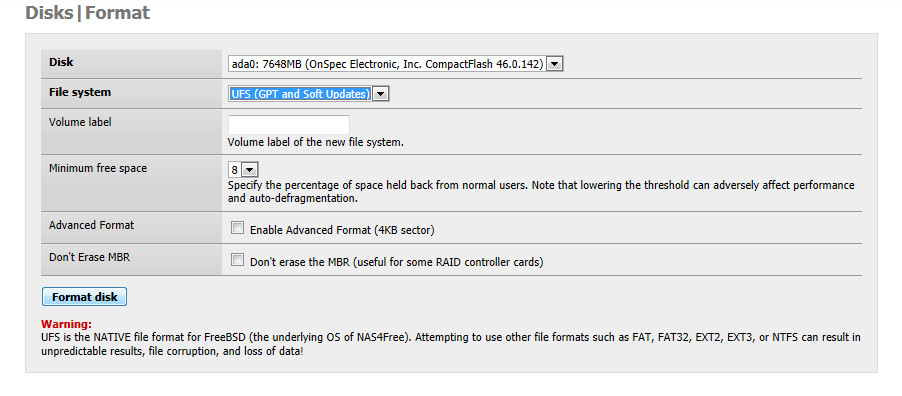 Disks|Format
Disk
ada0: 7648MB (OnSpec Electronic, Inc. CompactFlash 46.0.142)
File system
UFS (GPT and Soft Updates)
Volume label
Volume label of the new file system.
Minimum free space
8
Specify the percentage of space held back from normal users. Note that lowering the threshold can adversely affect performance
and auto-defragmentation.
Advanced Format
Enable Advanced Format (4KB sector)
Don't Erase MBR
Don't erase the MBR (useful for some RAID controller cards)
Format disk
Warning:
UFS is the NATIVE file format for FreeBSD (the underlying OS of NAS4Free). Attempting to use other file formats such as FAT, FAT32, EXT2, EXT3, or NTFS can result in
unpredictable results, file corruption, and loss of data!